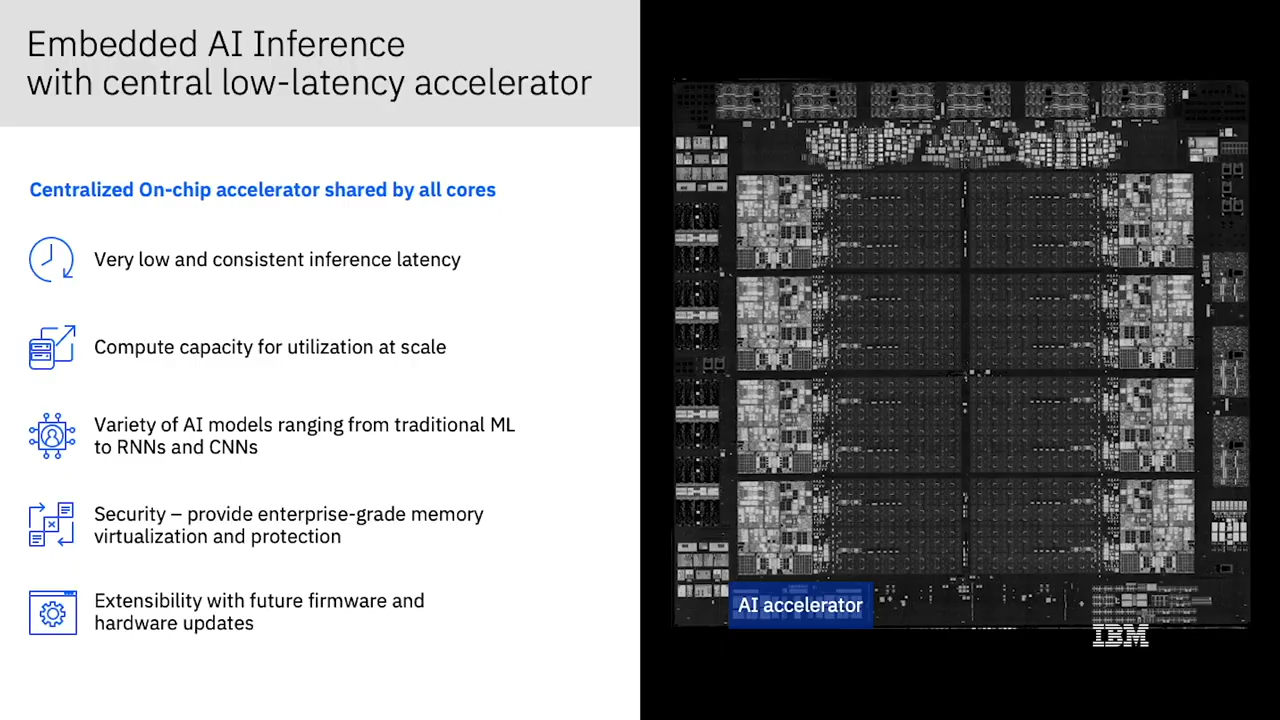 Embedded AI Inference
with central low-latency accelerator
Centralized On-chip accelerator shared by all cores
Very low and consistent inference latency
Compute capacity for utilization at scale
Variety of AI models ranging from traditional ML
to RNNs and CNNs
Security – provide enterprise-grade memory
virtualization and protection
Extensibility with future firmware and
hardware updates
AI accelerator
IBM